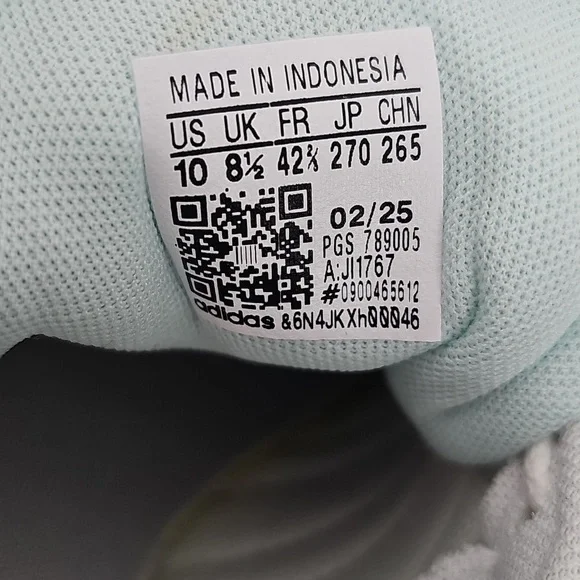 MADE IN INDONESIA
US UK FR JP CHN
10 8½ 42⅔ 270 265
02/25
PGS 789005
A:JI1767
#0900465612
adidas &6N4JKXh00046